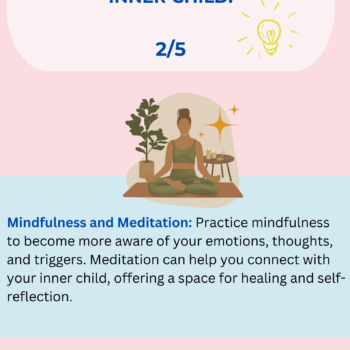 INNER CHILD:
2/5
Mindfulness and Meditation: Practice mindfulness
to become more aware of your emotions, thoughts,
and triggers. Meditation can help you connect with
your inner child, offering a space for healing and self-
reflection.